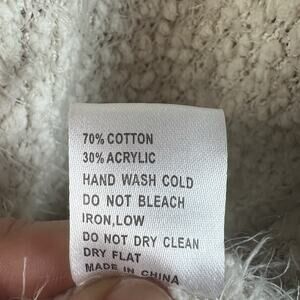 70% COTTON
30% ACRYLIC
HAND WASH COLD
DO NOT BLEACH
IRON,LOW
DO NOT DRY CLEAN
DRY FLAT
MADE IN CHINA